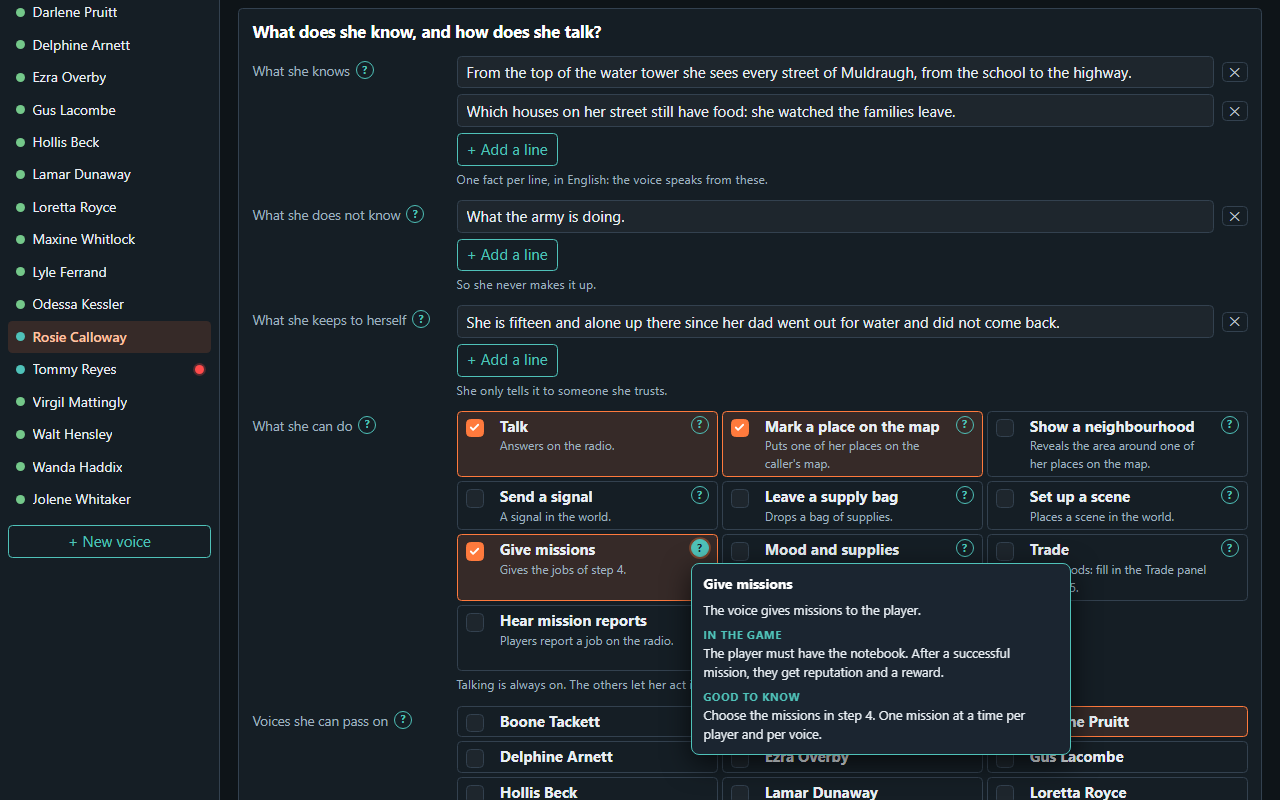 Darlene Pruitt
Delphine Arnett
Ezra Overby
Gus Lacombe
Hollis Beck
Lamar Dunaway
Loretta Royce
Maxine Whitlock
Lyle Ferrand
Odessa Kessler
Rosie Calloway
Tommy Reyes
Virgil Mattingly
Walt Hensley
Wanda Haddix
Jolene Whitaker
+ New voice
What does she know, and how does she talk?
What she knows ?
From the top of the water tower she sees every street of Muldraugh, from the school to the highway.
Which houses on her street still have food: she watched the families leave.
+ Add a line
One fact per line, in English: the voice speaks from these.
What she does not know ?
What the army is doing.
+ Add a line
So she never makes it up.
What she keeps to herself ?
She is fifteen and alone up there since her dad went out for water and did not come back.
+ Add a line
She only tells it to someone she trusts.
What she can do ?
Talk ?
Answers on the radio.
Mark a place on the map ?
Puts one of her places on the
caller's map.
Show a neighbourhood ?
Reveals the area around one of
her places on the map.
Send a signal ?
A signal in the world.
Leave a supply bag ?
Drops a bag of supplies.
Set up a scene ?
Places a scene in the world.
Give missions ?
Gives the jobs of step 4.
Mood and supplies ?
Trade ?
ods: fill in the Trade panel
5.
Hear mission reports
Players report a job on the radio.
Give missions
The voice gives missions to the player.
IN THE GAME
The player must have the notebook. After a successful
mission, they get reputation and a reward.
GOOD TO KNOW
Choose the missions in step 4. One mission at a time per
player and per voice.
Talking is always on. The others let her act
Voices she can pass on ?
Boone Tackett
ne Pruitt
Delphine Arnett
Ezra Overby
Gus Lacombe
Hollis Beck
Lamar Dunaway
Loretta Royce